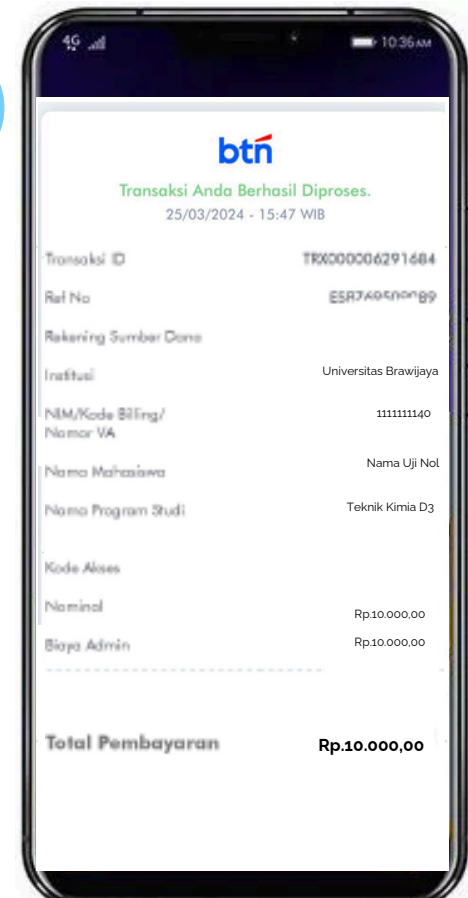 4G 10:36 AM
btn
Transaksi Anda Berhasil Diproses.
25/03/2024 - 15:47 WIB
Transaksi ID TRX000006291684
Ref No
Rekening Sumber Dana
Institusi Universitas Brawijaya
NIM/Kode Billing/ 1111111140
Nomor VA
Nama Mahasiswa Nama Uji Nol
Nama Program Studi Teknik Kimia D3
Kode Akses
Nominal Rp.10.000,00
Biaya Admin Rp.10.000,00
Total Pembayaran Rp.10.000,00